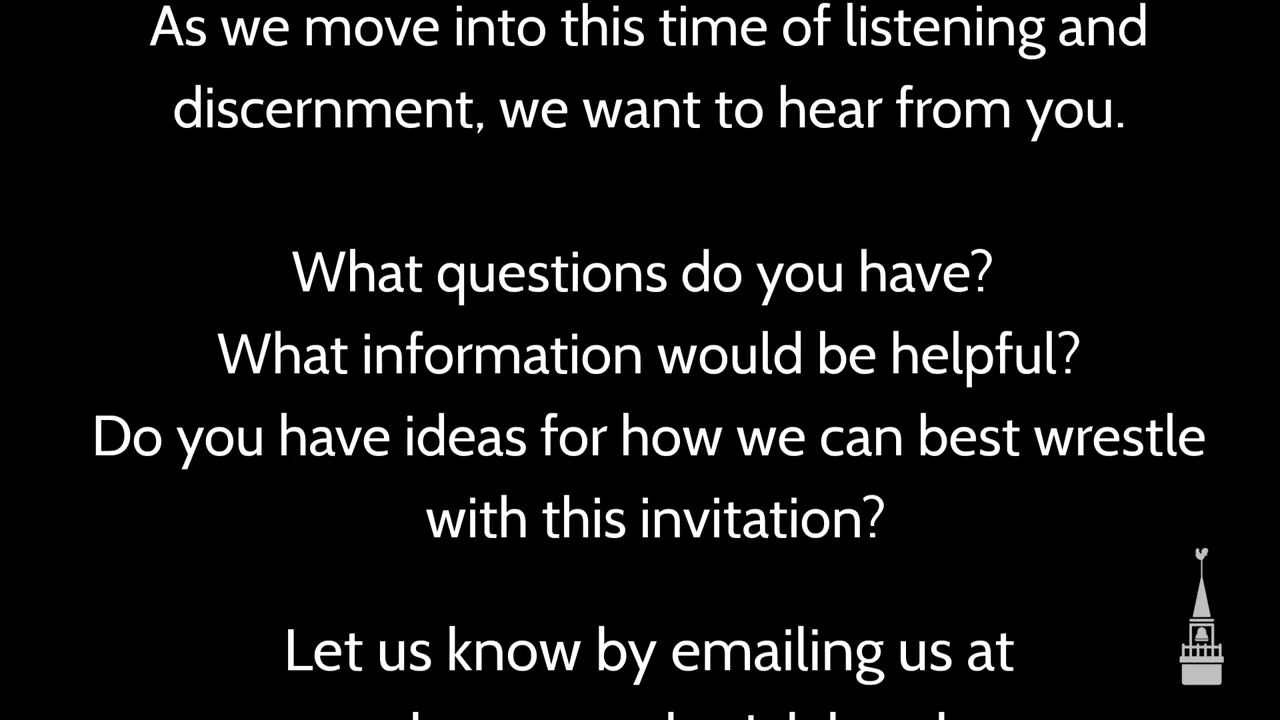 As we move into this time of listening and
discernment, we want to hear from you.
What questions do you have?
What information would be helpful?
Do you have ideas for how we can best wrestle
with this invitation?
Let us know by emailing us at